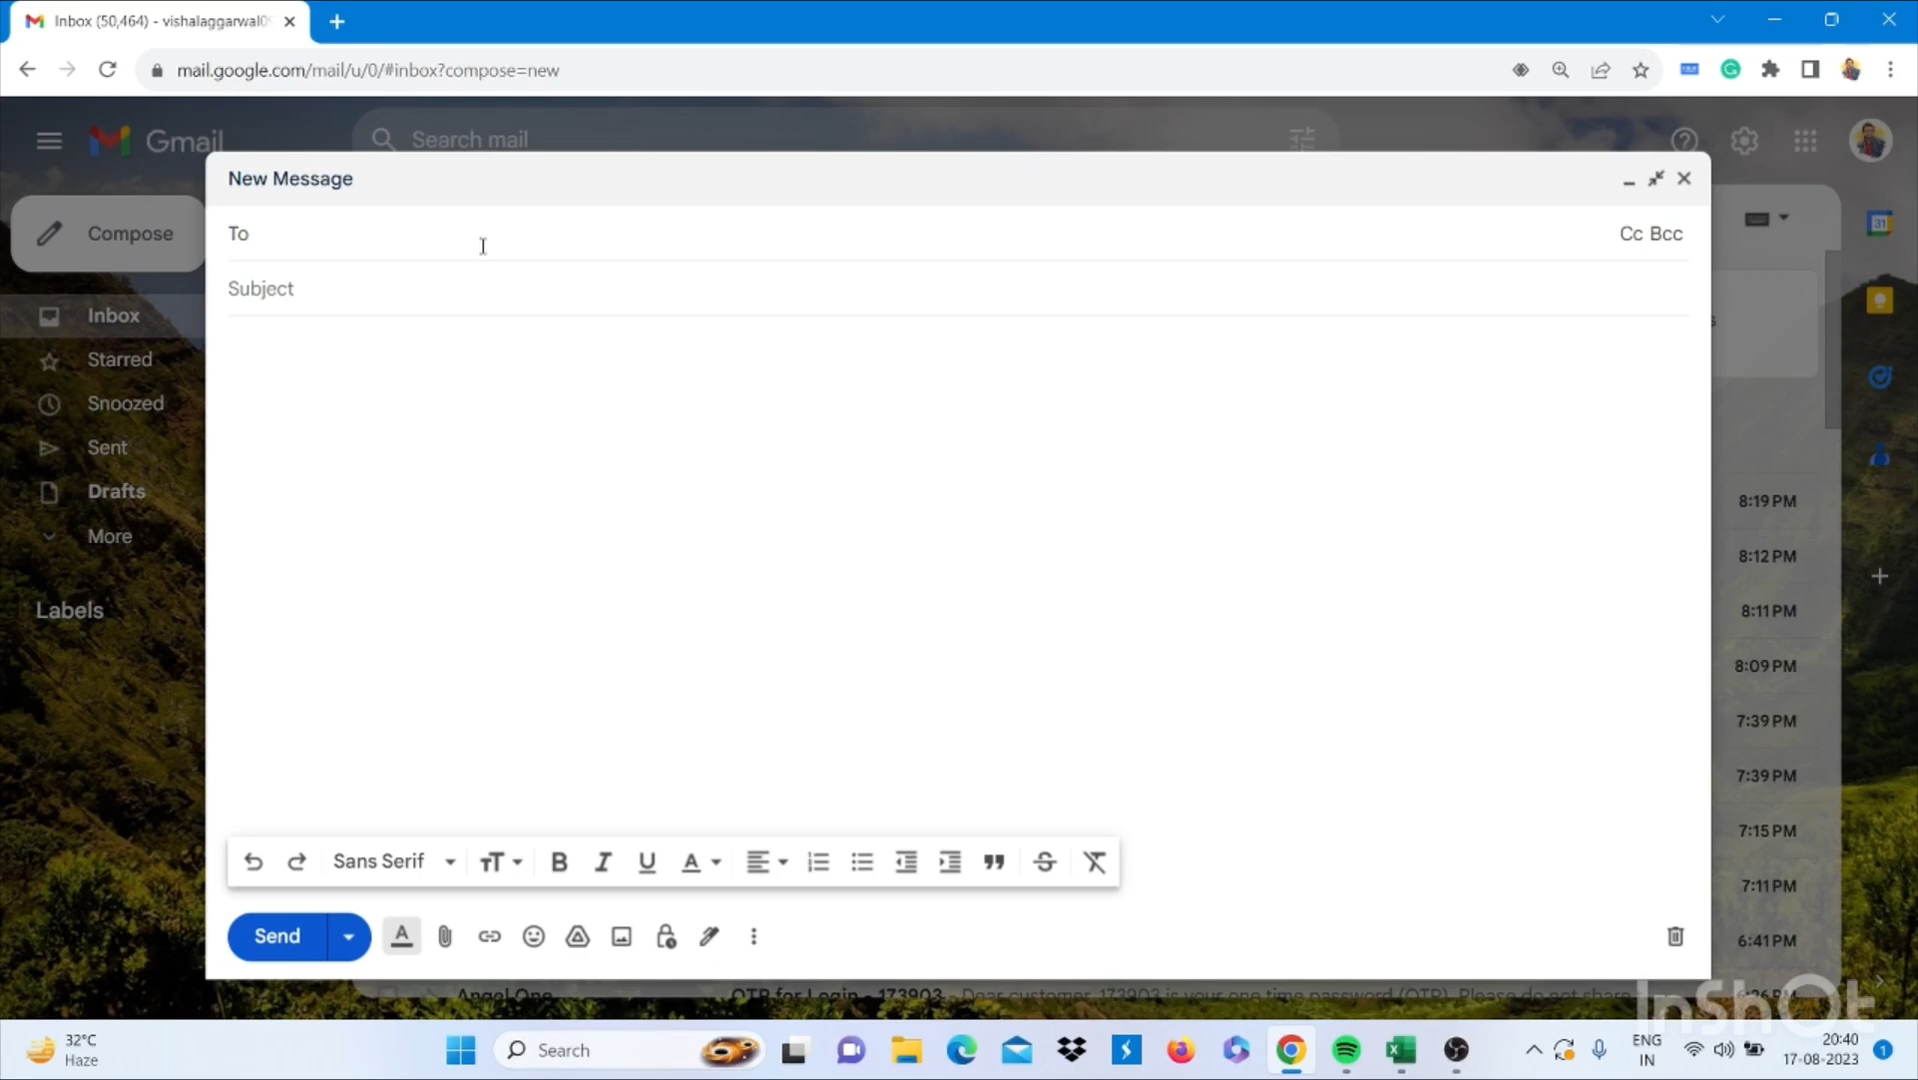 Inbox (50,464) - vishalaggarwal0
mail.google.com/mail/u/0/#inbox?compose=new
Gmail
Search mail
New Message
Compose
To
Cc Bcc
31
Subject
Inbox
Starred
Snoozed
Sent
Drafts
More
Labels
8:19 PM
8:12 PM
8:11 PM
8:09 PM
7:39 PM
7:39 PM
7:15 PM
7:11 PM
6:41 PM
Sans Serif
Send
Angel One
OTP for Login - 173903 - Dear customer, 173903 is your one time password (OTP). Please do not share
InShOt
32°C
Haze
Search
ENG
IN
20:40
17-08-2023
1